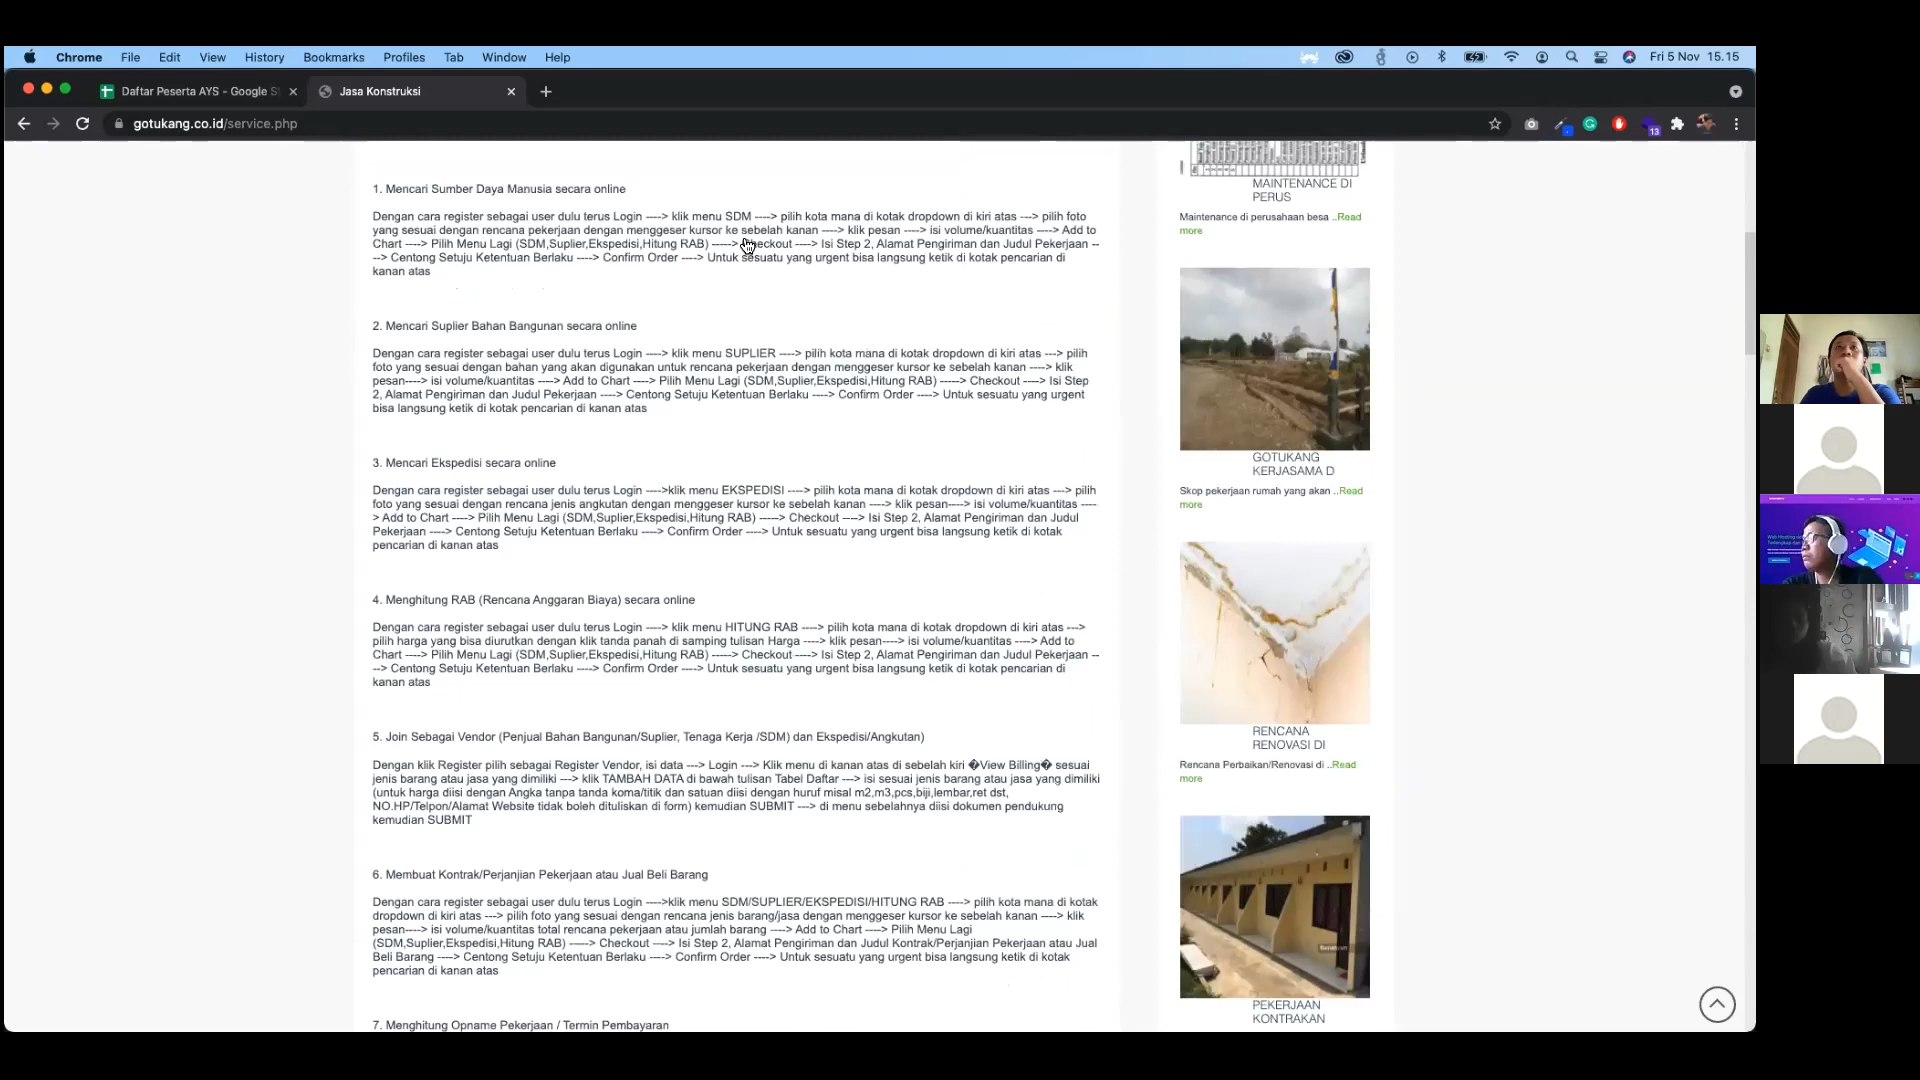 Chrome File Edit View History Bookmarks Profiles Tab Window Help
Fri 5 Nov 15.15
Daftar Peserta AYS - Google S
Jasa Konstruksi
gotukang.co.id/service.php
13
1. Mencari Sumber Daya Manusia secara online
Dengan cara register sebagai user dulu terus Login ----> klik menu SDM ----> pilih kota mana di kotak dropdown di kiri atas ---> pilih foto
yang sesuai dengan rencana pekerjaan dengan menggeser kursor ke sebelah kanan ----> klik pesan ----> isi volume/kuantitas ----> Add to
Chart ----> Pilih Menu Lagi (SDM,Suplier,Ekspedisi,Hitung RAB) -----> Checkout ----> Isi Step 2, Alamat Pengiriman dan Judul Pekerjaan --
--> Centong Setuju Ketentuan Berlaku ----> Confirm Order ----> Untuk sesuatu yang urgent bisa langsung ketik di kotak pencarian di
kanan atas
2. Mencari Suplier Bahan Bangunan secara online
Dengan cara register sebagai user dulu terus Login ----> klik menu SUPLIER ----> pilih kota mana di kotak dropdown di kiri atas ---> pilih
foto yang sesuai dengan bahan yang akan digunakan untuk rencana pekerjaan dengan menggeser kursor ke sebelah kanan ----> klik
pesan----> isi volume/kuantitas ----> Add to Chart ----> Pilih Menu Lagi (SDM,Suplier,Ekspedisi,Hitung RAB) -----> Checkout ----> Isi Step
2, Alamat Pengiriman dan Judul Pekerjaan ----> Centong Setuju Ketentuan Berlaku ----> Confirm Order ----> Untuk sesuatu yang urgent
bisa langsung ketik di kotak pencarian di kanan atas
3. Mencari Ekspedisi secara online
Dengan cara register sebagai user dulu terus Login ---->klik menu EKSPEDISI ----> pilih kota mana di kotak dropdown di kiri atas ---> pilih
foto yang sesuai dengan rencana jenis angkutan dengan menggeser kursor ke sebelah kanan ----> klik pesan----> isi volume/kuantitas ----
> Add to Chart ----> Pilih Menu Lagi (SDM,Suplier,Ekspedisi,Hitung RAB) -----> Checkout ----> Isi Step 2, Alamat Pengiriman dan Judul
Pekerjaan ----> Centong Setuju Ketentuan Berlaku ----> Confirm Order ----> Untuk sesuatu yang urgent bisa langsung ketik di kotak
pencarian di kanan atas
4. Menghitung RAB (Rencana Anggaran Biaya) secara online
Dengan cara register sebagai user dulu terus Login ----> klik menu HITUNG RAB ----> pilih kota mana di kotak dropdown di kiri atas --->
pilih harga yang bisa diurutkan dengan klik tanda panah di samping tulisan Harga ----> klik pesan----> isi volume/kuantitas ----> Add to
Chart ----> Pilih Menu Lagi (SDM,Suplier,Ekspedisi,Hitung RAB) -----> Checkout ----> Isi Step 2, Alamat Pengiriman dan Judul Pekerjaan --
--> Centong Setuju Ketentuan Berlaku ----> Confirm Order ----> Untuk sesuatu yang urgent bisa langsung ketik di kotak pencarian di
kanan atas
5. Join Sebagai Vendor (Penjual Bahan Bangunan/Suplier, Tenaga Kerja /SDM) dan Ekspedisi/Angkutan)
Dengan klik Register pilih sebagai Register Vendor, isi data ---> Login ---> Klik menu di kanan atas di sebelah kiri �View Billing� sesuai
jenis barang atau jasa yang dimiliki ---> klik TAMBAH DATA di bawah tulisan Tabel Daftar ---> isi sesuai jenis barang atau jasa yang dimiliki
(untuk harga diisi dengan Angka tanpa tanda koma/titik dan satuan diisi dengan huruf misal m2,m3,pcs,biji,lembar,ret dst,
NO.HP/Telpon/Alamat Website tidak boleh dituliskan di form) kemudian SUBMIT ---> di menu sebelahnya diisi dokumen pendukung
kemudian SUBMIT
6. Membuat Kontrak/Perjanjian Pekerjaan atau Jual Beli Barang
Dengan cara register sebagai user dulu terus Login ---->klik menu SDM/SUPLIER/EKSPEDISI/HITUNG RAB ----> pilih kota mana di kotak
dropdown di kiri atas ---> pilih foto yang sesuai dengan rencana jenis barang/jasa dengan menggeser kursor ke sebelah kanan ----> klik
pesan----> isi volume/kuantitas total rencana pekerjaan atau jumlah barang ----> Add to Chart ----> Pilih Menu Lagi
(SDM,Suplier,Ekspedisi,Hitung RAB) -----> Checkout ----> Isi Step 2, Alamat Pengiriman dan Judul Kontrak/Perjanjian Pekerjaan atau Jual
Beli Barang ----> Centong Setuju Ketentuan Berlaku ----> Confirm Order ----> Untuk sesuatu yang urgent bisa langsung ketik di kotak
pencarian di kanan atas
7. Menghitung Opname Pekerjaan / Termin Pembayaran
MAINTENANCE DI
PERUS
Maintenance di perusahaan besa ..Read
more
GOTUKANG
KERJASAMA D
Skop pekerjaan rumah yang akan ..Read
more
RENCANA
RENOVASI DI
Rencana Perbaikan/Renovasi di ..Read
more
PEKERJAAN
KONTRAKAN